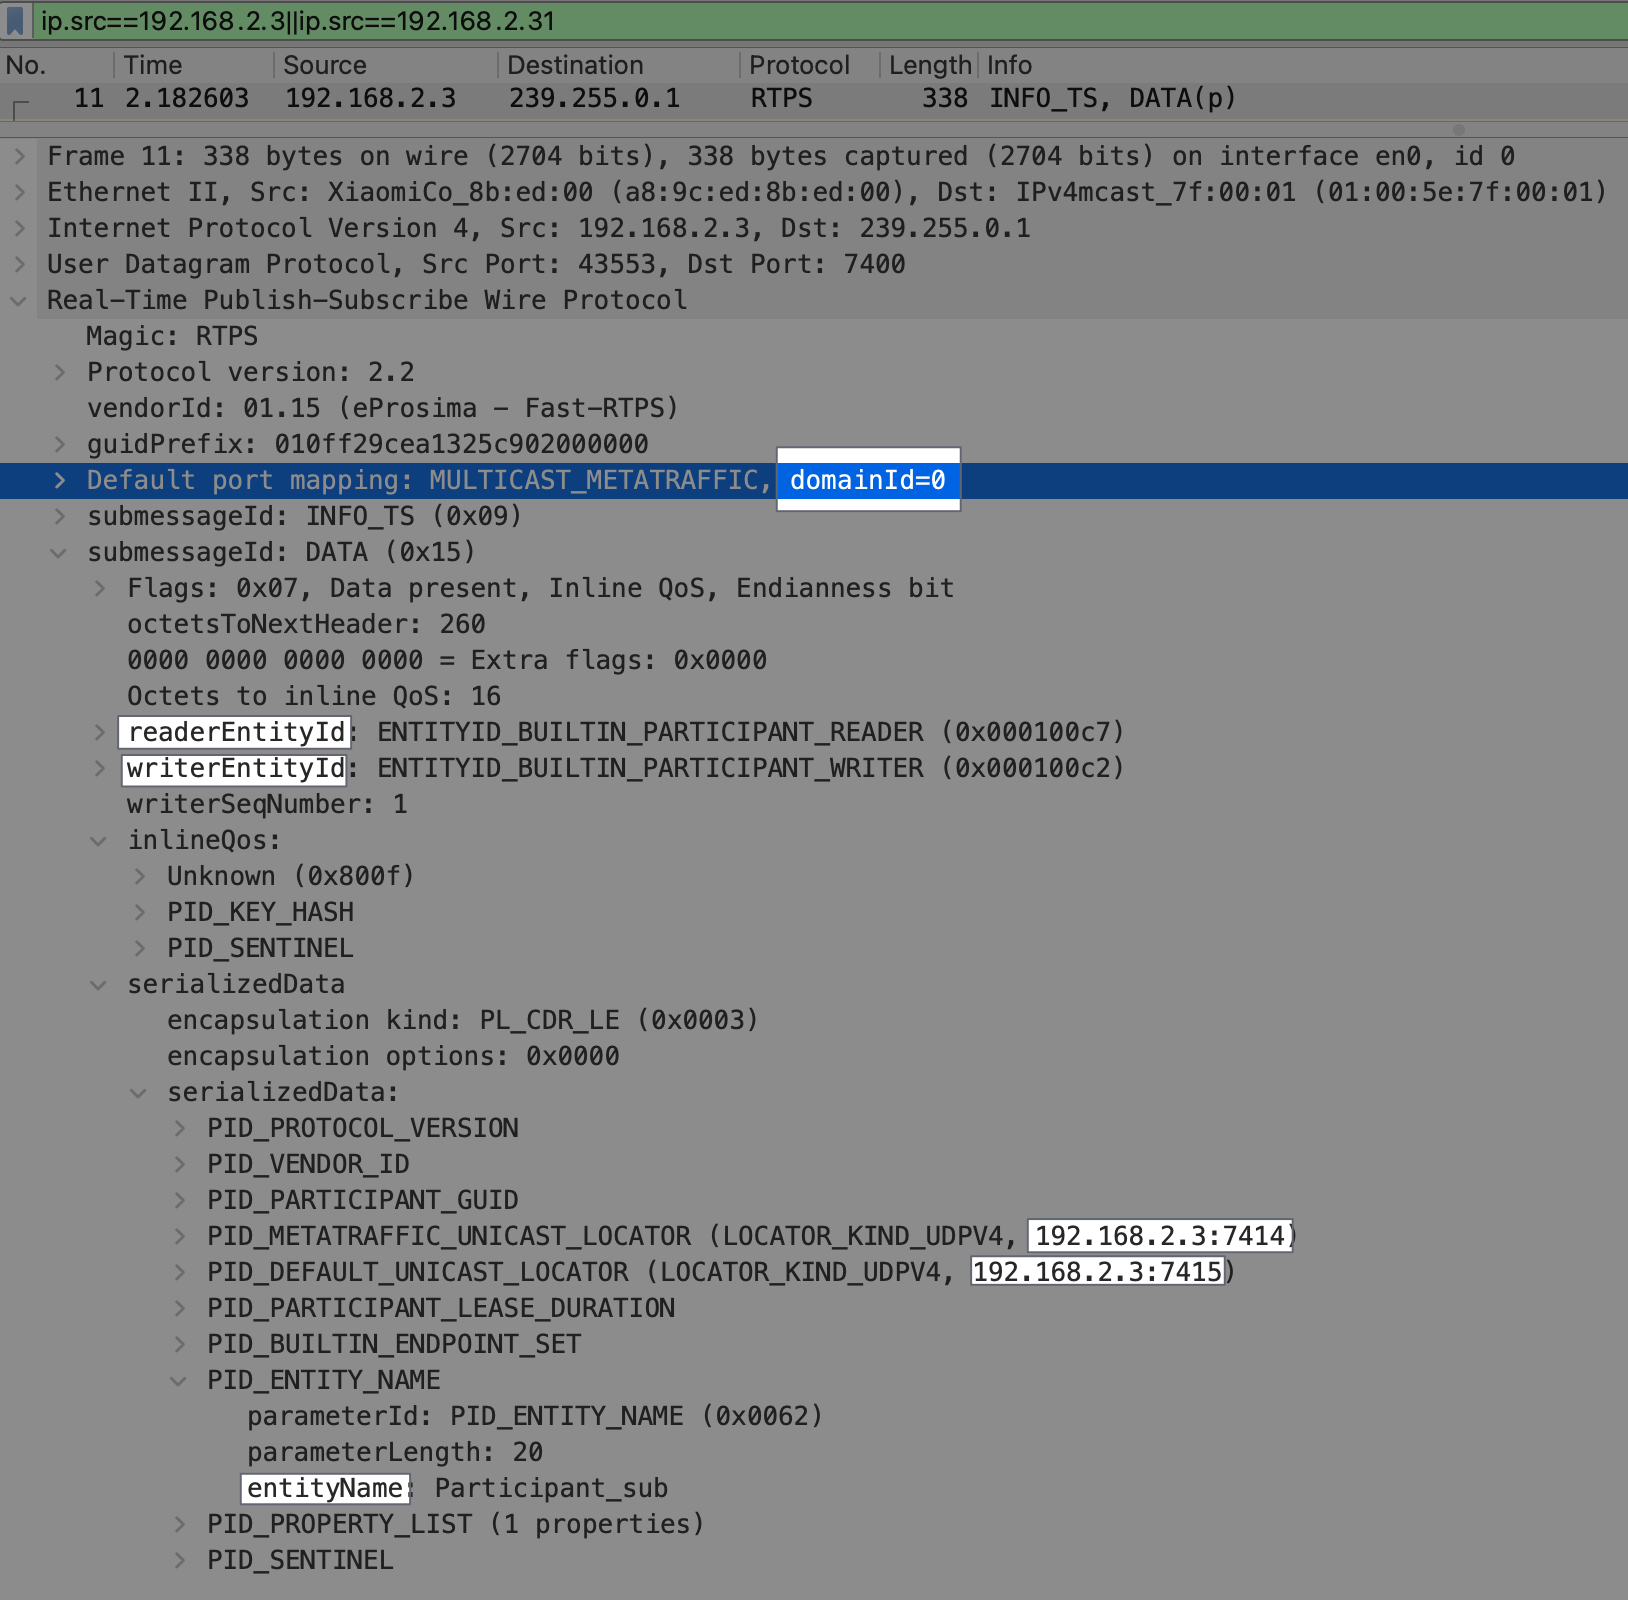 ip.src==192.168.2.3||ip.src==192.168.2.31
No. Time Source Destination Protocol Length Info
11 2.182603 192.168.2.3 239.255.0.1 RTPS 338 INFO_TS, DATA(p)
Frame 11: 338 bytes on wire (2704 bits), 338 bytes captured (2704 bits) on interface en0, id 0
Ethernet II, Src: XiaomiCo_8b:ed:00 (a8:9c:ed:8b:ed:00), Dst: IPv4mcast_7f:00:01 (01:00:5e:7f:00:01)
Internet Protocol Version 4, Src: 192.168.2.3, Dst: 239.255.0.1
User Datagram Protocol, Src Port: 43553, Dst Port: 7400
Real-Time Publish-Subscribe Wire Protocol
Magic: RTPS
Protocol version: 2.2
vendorId: 01.15 (eProsima - Fast-RTPS)
guidPrefix: 010ff29cea1325c902000000
Default port mapping: MULTICAST_METATRAFFIC, domainId=0
submessageId: INFO_TS (0x09)
submessageId: DATA (0x15)
Flags: 0x07, Data present, Inline QoS, Endianness bit
octetsToNextHeader: 260
0000 0000 0000 0000 = Extra flags: 0x0000
Octets to inline QoS: 16
readerEntityId: ENTITYID_BUILTIN_PARTICIPANT_READER (0x000100c7)
writerEntityId: ENTITYID_BUILTIN_PARTICIPANT_WRITER (0x000100c2)
writerSeqNumber: 1
inlineQos:
Unknown (0x800f)
PID_KEY_HASH
PID_SENTINEL
serializedData
encapsulation kind: PL_CDR_LE (0x0003)
encapsulation options: 0x0000
serializedData:
PID_PROTOCOL_VERSION
PID_VENDOR_ID
PID_PARTICIPANT_GUID
PID_METATRAFFIC_UNICAST_LOCATOR (LOCATOR_KIND_UDPV4, 192.168.2.3:7414)
PID_DEFAULT_UNICAST_LOCATOR (LOCATOR_KIND_UDPV4, 192.168.2.3:7415)
PID_PARTICIPANT_LEASE_DURATION
PID_BUILTIN_ENDPOINT_SET
PID_ENTITY_NAME
parameterId: PID_ENTITY_NAME (0x0062)
parameterLength: 20
entityName: Participant_sub
PID_PROPERTY_LIST (1 properties)
PID_SENTINEL